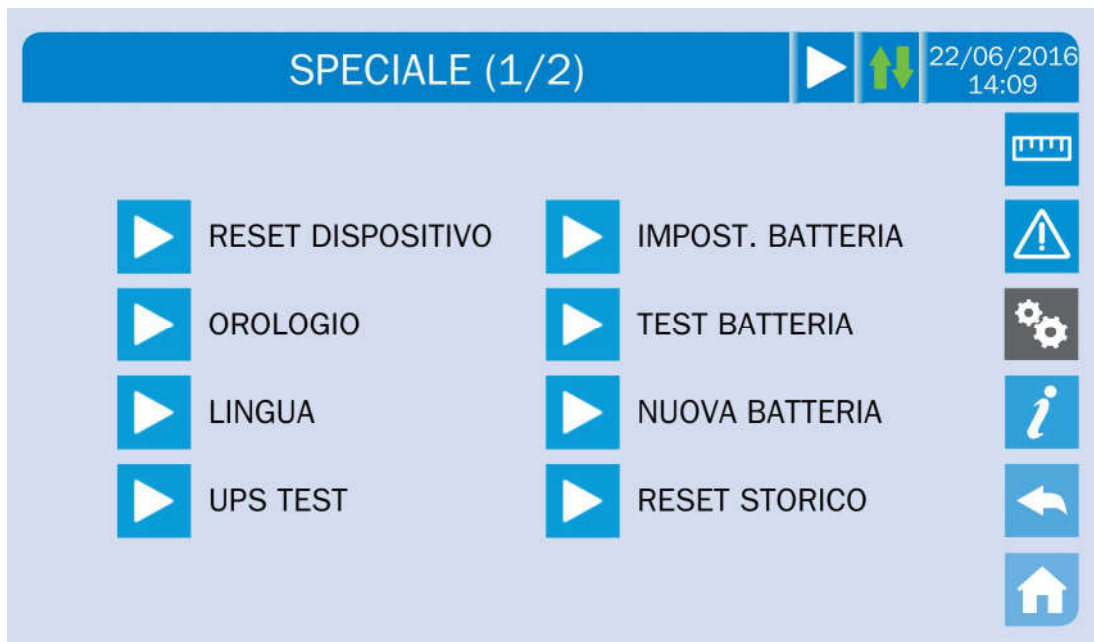 SPECIALE (1/2)
22/06/2016
14:09
RESET DISPOSITIVO
IMPOST. BATTERIA
OROLOGIO
TEST BATTERIA
LINGUA
NUOVA BATTERIA
UPS TEST
RESET STORICO